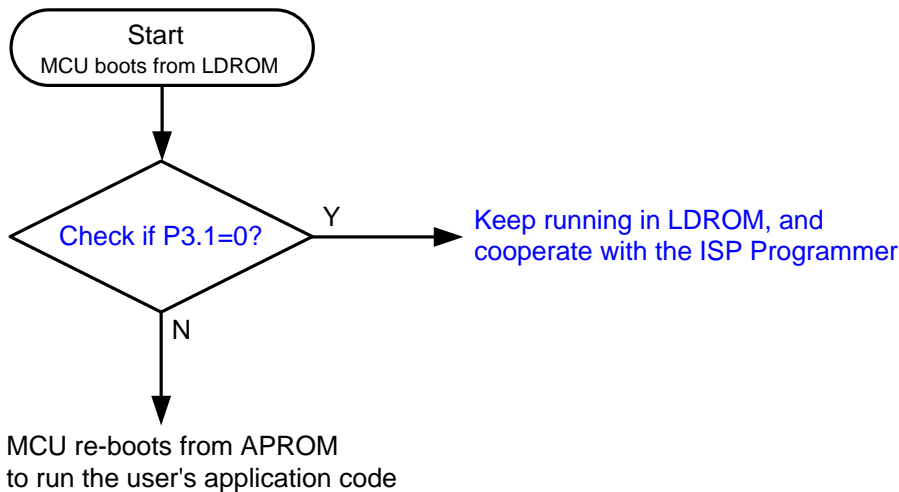 Start
MCU boots from LDROM
Check if P3.1=0?
Y
Keep running in LDROM, and
cooperate with the ISP Programmer
N
MCU re-boots from APROM
to run the user's application code